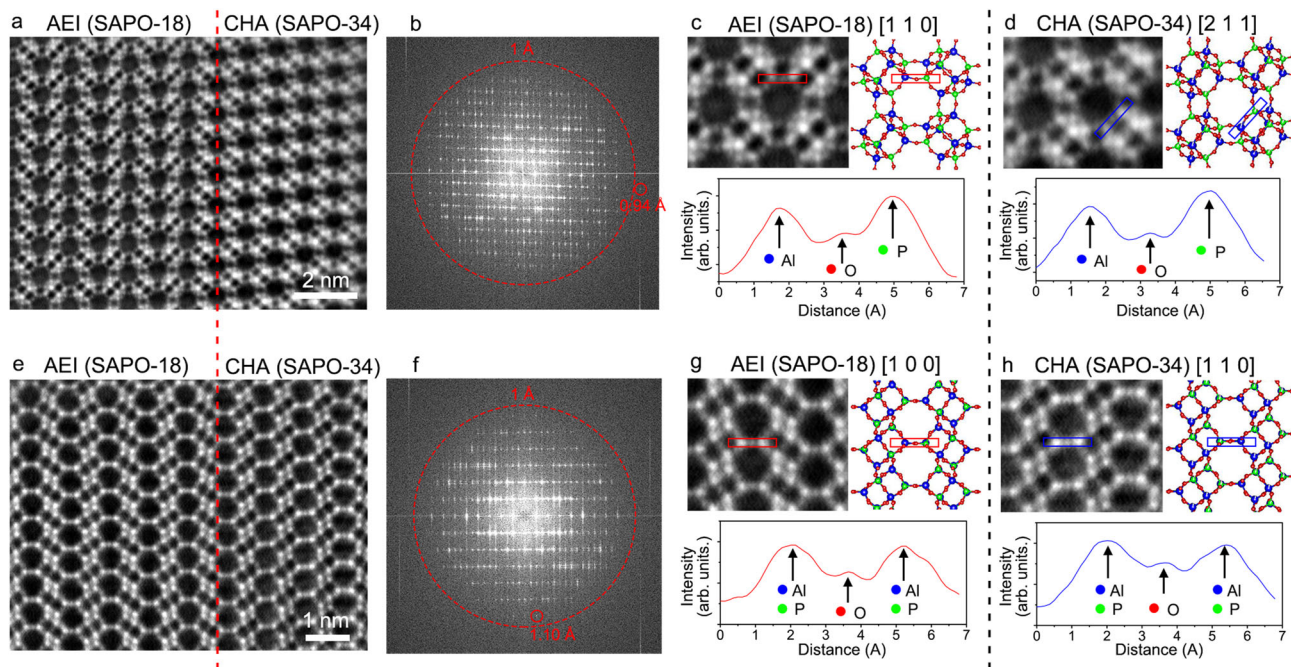 a
AEI (SAPO-18)
CHA (SAPO-34)
2 nm
b
1 Å
0.94 Å
c
AEI (SAPO-18) [1 1 0]
Intensity
(arb. units.)
Al
O
P
0 1 2 3 4 5 6 7
Distance (A)
d
CHA (SAPO-34) [2 1 1]
Intensity
(arb. units.)
Al
O
P
0 1 2 3 4 5 6 7
Distance (A)
e
AEI (SAPO-18)
CHA (SAPO-34)
1 nm
f
1 Å
1.10 Å
g
AEI (SAPO-18) [1 0 0]
Intensity
(arb. units.)
Al
P
O
Al
P
0 1 2 3 4 5 6 7
Distance (A)
h
CHA (SAPO-34) [1 1 0]
Intensity
(arb. units.)
Al
P
O
Al
P
0 1 2 3 4 5 6 7
Distance (A)